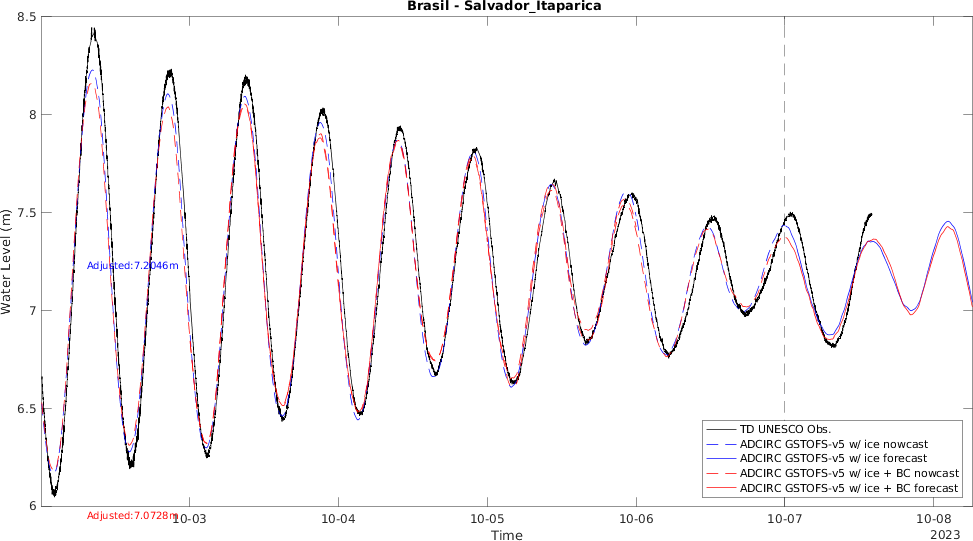 Brasil - Salvador_Itaparica
8.5
8
7.5
7
6.5
6
Water Level (m)
Adjusted:7.2046m
Adjusted:7.0728m
TD UNESCO Obs.
ADCIRC GSTOFS-v5 w/ ice nowcast
ADCIRC GSTOFS-v5 w/ ice forecast
ADCIRC GSTOFS-v5 w/ ice + BC nowcast
ADCIRC GSTOFS-v5 w/ ice + BC forecast
10-03 10-04 10-05 10-06 10-07 10-08
Time
2023